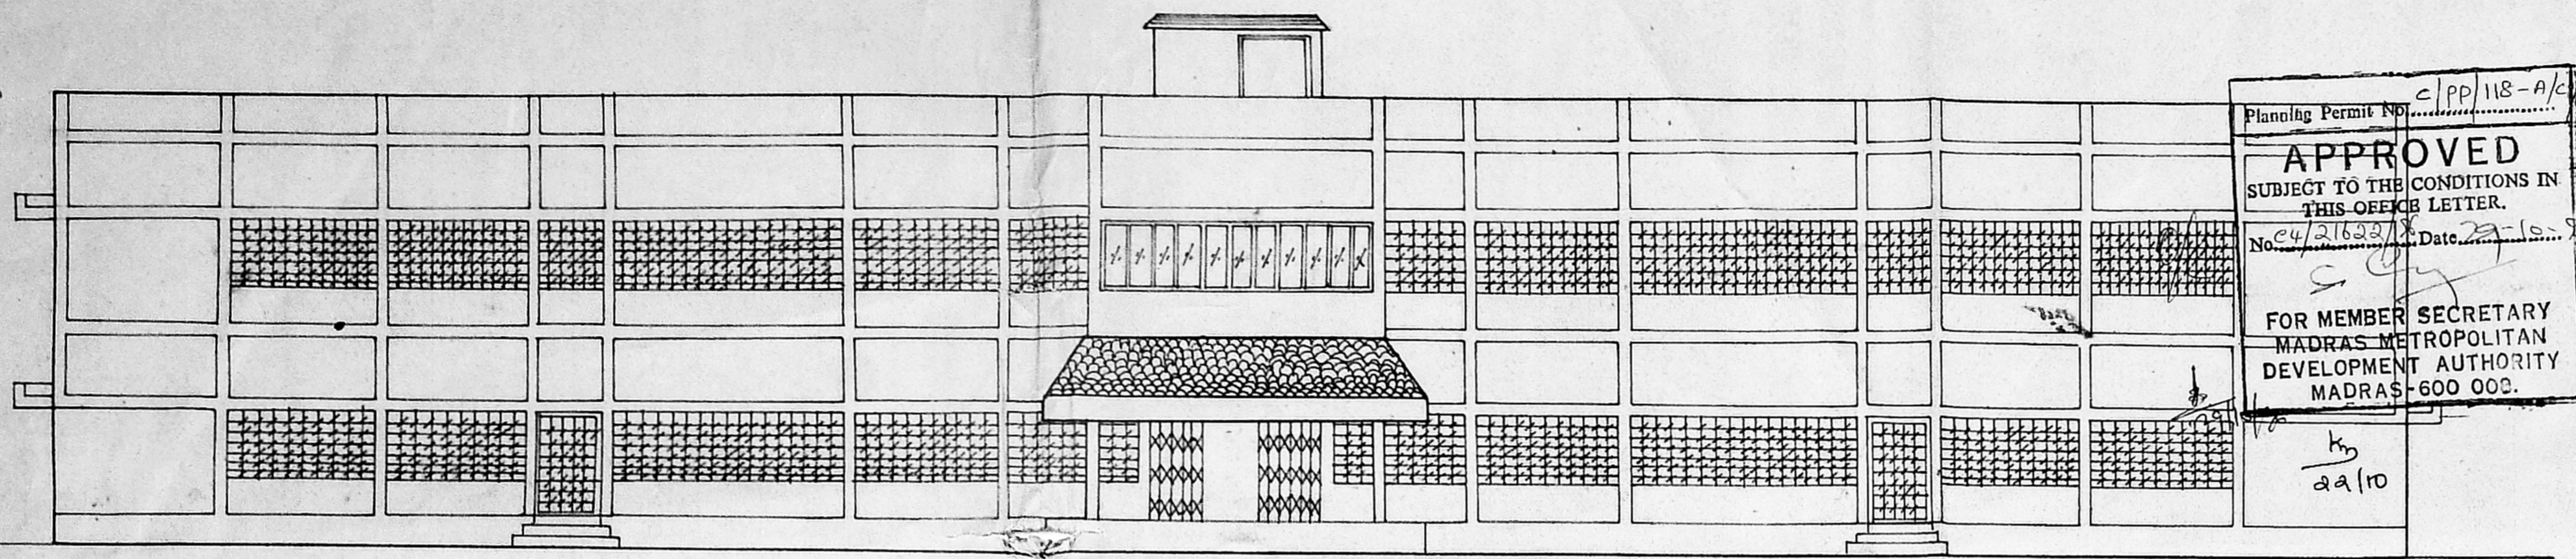 Planning Permit No. C/PP/118-A/C
APPROVED
SUBJECT TO THE CONDITIONS IN
THIS OFFICE LETTER.
No. C4/21622/ Date 29-10-
FOR MEMBER SECRETARY
MADRAS METROPOLITAN
DEVELOPMENT AUTHORITY
MADRAS-600 008.
22/10